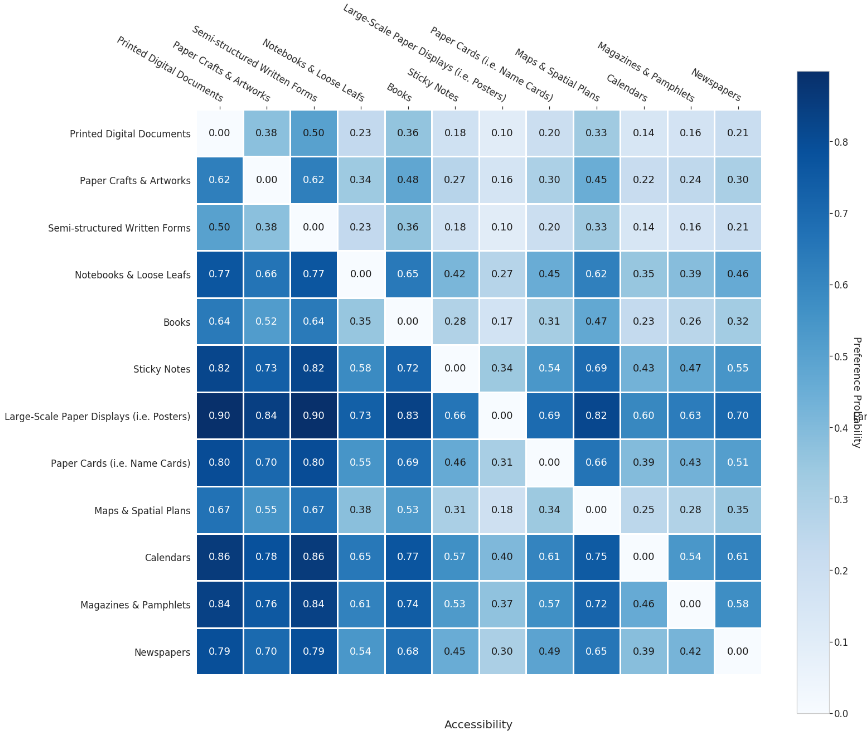 Printed Digital Documents
Paper Crafts & Artworks
Semi-structured Written Forms
Notebooks & Loose Leafs
Books
Sticky Notes
Large-Scale Paper Displays (i.e. Posters)
Paper Cards (i.e. Name Cards)
Maps & Spatial Plans
Calendars
Magazines & Pamphlets
Newspapers
Printed Digital Documents 0.00 0.38 0.50 0.23 0.36 0.18 0.10 0.20 0.33 0.14 0.16 0.21
Paper Crafts & Artworks 0.62 0.00 0.62 0.34 0.48 0.27 0.16 0.30 0.45 0.22 0.24 0.30
Semi-structured Written Forms 0.50 0.38 0.00 0.23 0.36 0.18 0.10 0.20 0.33 0.14 0.16 0.21
Notebooks & Loose Leafs 0.77 0.66 0.77 0.00 0.65 0.42 0.27 0.45 0.62 0.35 0.39 0.46
Books 0.64 0.52 0.64 0.35 0.00 0.28 0.17 0.31 0.47 0.23 0.26 0.32
Sticky Notes 0.82 0.73 0.82 0.58 0.72 0.00 0.34 0.54 0.69 0.43 0.47 0.55
Large-Scale Paper Displays (i.e. Posters) 0.90 0.84 0.90 0.73 0.83 0.66 0.00 0.69 0.82 0.60 0.63 0.70
Paper Cards (i.e. Name Cards) 0.80 0.70 0.80 0.55 0.69 0.46 0.31 0.00 0.66 0.39 0.43 0.51
Maps & Spatial Plans 0.67 0.55 0.67 0.38 0.53 0.31 0.18 0.34 0.00 0.25 0.28 0.35
Calendars 0.86 0.78 0.86 0.65 0.77 0.57 0.40 0.61 0.75 0.00 0.54 0.61
Magazines & Pamphlets 0.84 0.76 0.84 0.61 0.74 0.53 0.37 0.57 0.72 0.46 0.00 0.58
Newspapers 0.79 0.70 0.79 0.54 0.68 0.45 0.30 0.49 0.65 0.39 0.42 0.00
Accessibility
0.8
0.7
0.6
0.5
0.4
0.3
0.2
0.1
0.0
Preference Probability